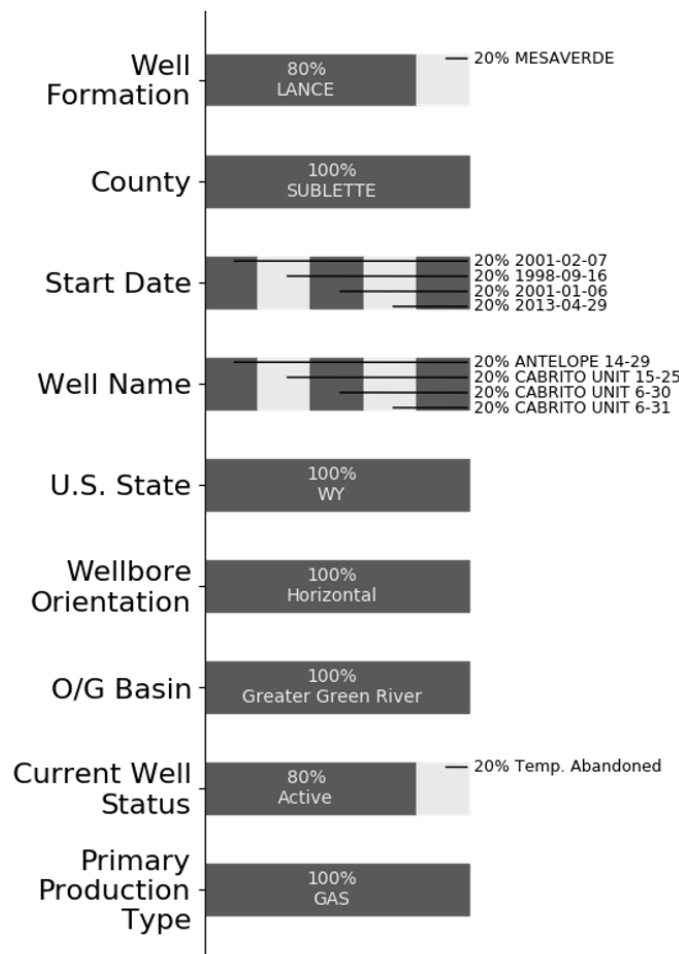 Well
Formation
80%
LANCE
20% MESAVERDE
County
100%
SUBLETTE
Start Date
20% 2001-02-07
20% 1998-09-16
20% 2001-01-06
20% 2013-04-29
Well Name
20% ANTELOPE 14-29
20% CABRITO UNIT 15-25
20% CABRITO UNIT 6-30
20% CABRITO UNIT 6-31
U.S. State
100%
WY
Wellbore
Orientation
100%
Horizontal
O/G Basin
100%
Greater Green River
Current Well
Status
80%
Active
20% Temp. Abandoned
Primary
Production
Type
100%
GAS